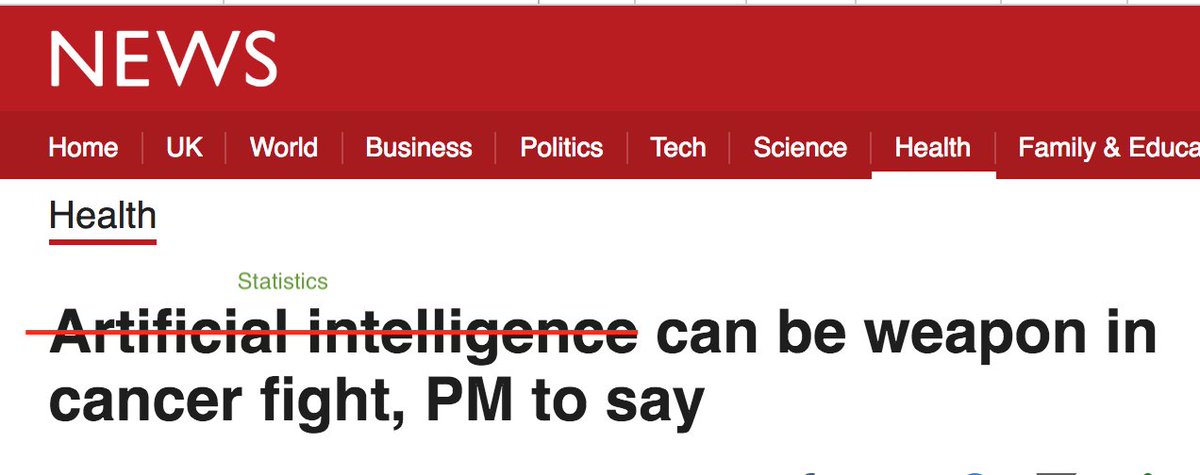 NEWS
Home UK World Business Politics Tech Science Health Family & Educa
Health
Statistics
Artificial intelligence can be weapon in
cancer fight, PM to say